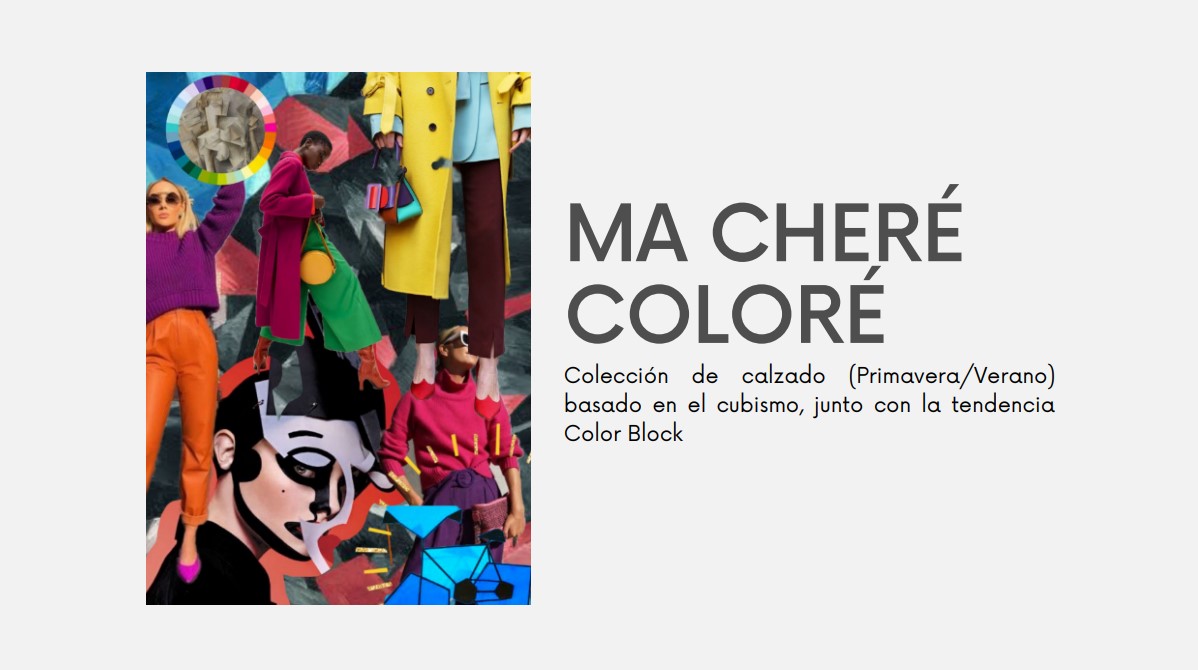 MA CHERÉ
COLORÉ
Colección de calzado (Primavera/Verano)
basado en el cubismo, junto con la tendencia
Color Block